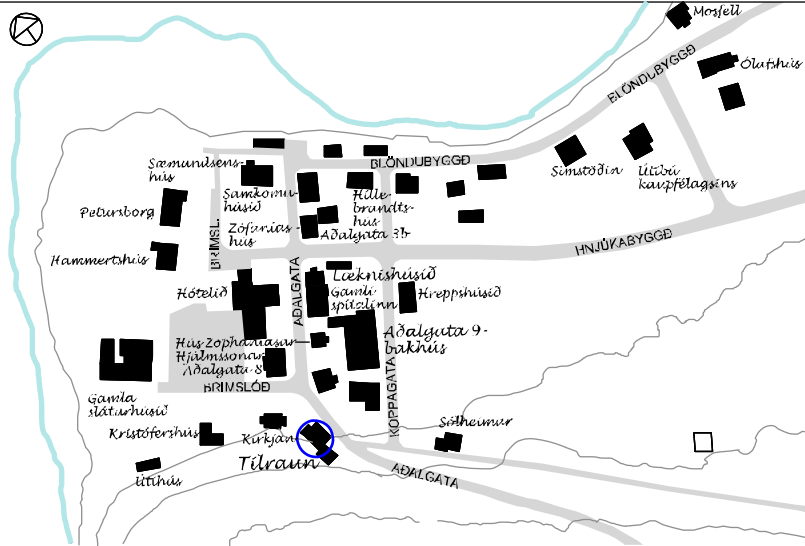 Mosfell
Ólafshús
BLÖNDUBYGGÐ
Sæmundsens-
hús
BLÖNDUBYGGÐ
Símstöðin
Útibú
kaupfélagsins
Samkomu-
húsið
Hille-
brandts-
hús
Pétursborg
Zófanías-
hús
Aðalgata 3b
BRIMSL.
HNJÚKABYGGÐ
Hammertshús
AÐALGATA
Læknishúsið
Hótelið
Gamli
spítalinn
Hreppshúsið
Aðalgata 9-
bakhús
Hús Zophaníasar
Hjálmssonar
Aðalgata 8
BRIMSLÓÐ
KOPPAGATA
Gamla
sláturhúsið
Sólheimar
Kristófershús
Kirkjan
Tilraun
AÐALGATA
Útihús